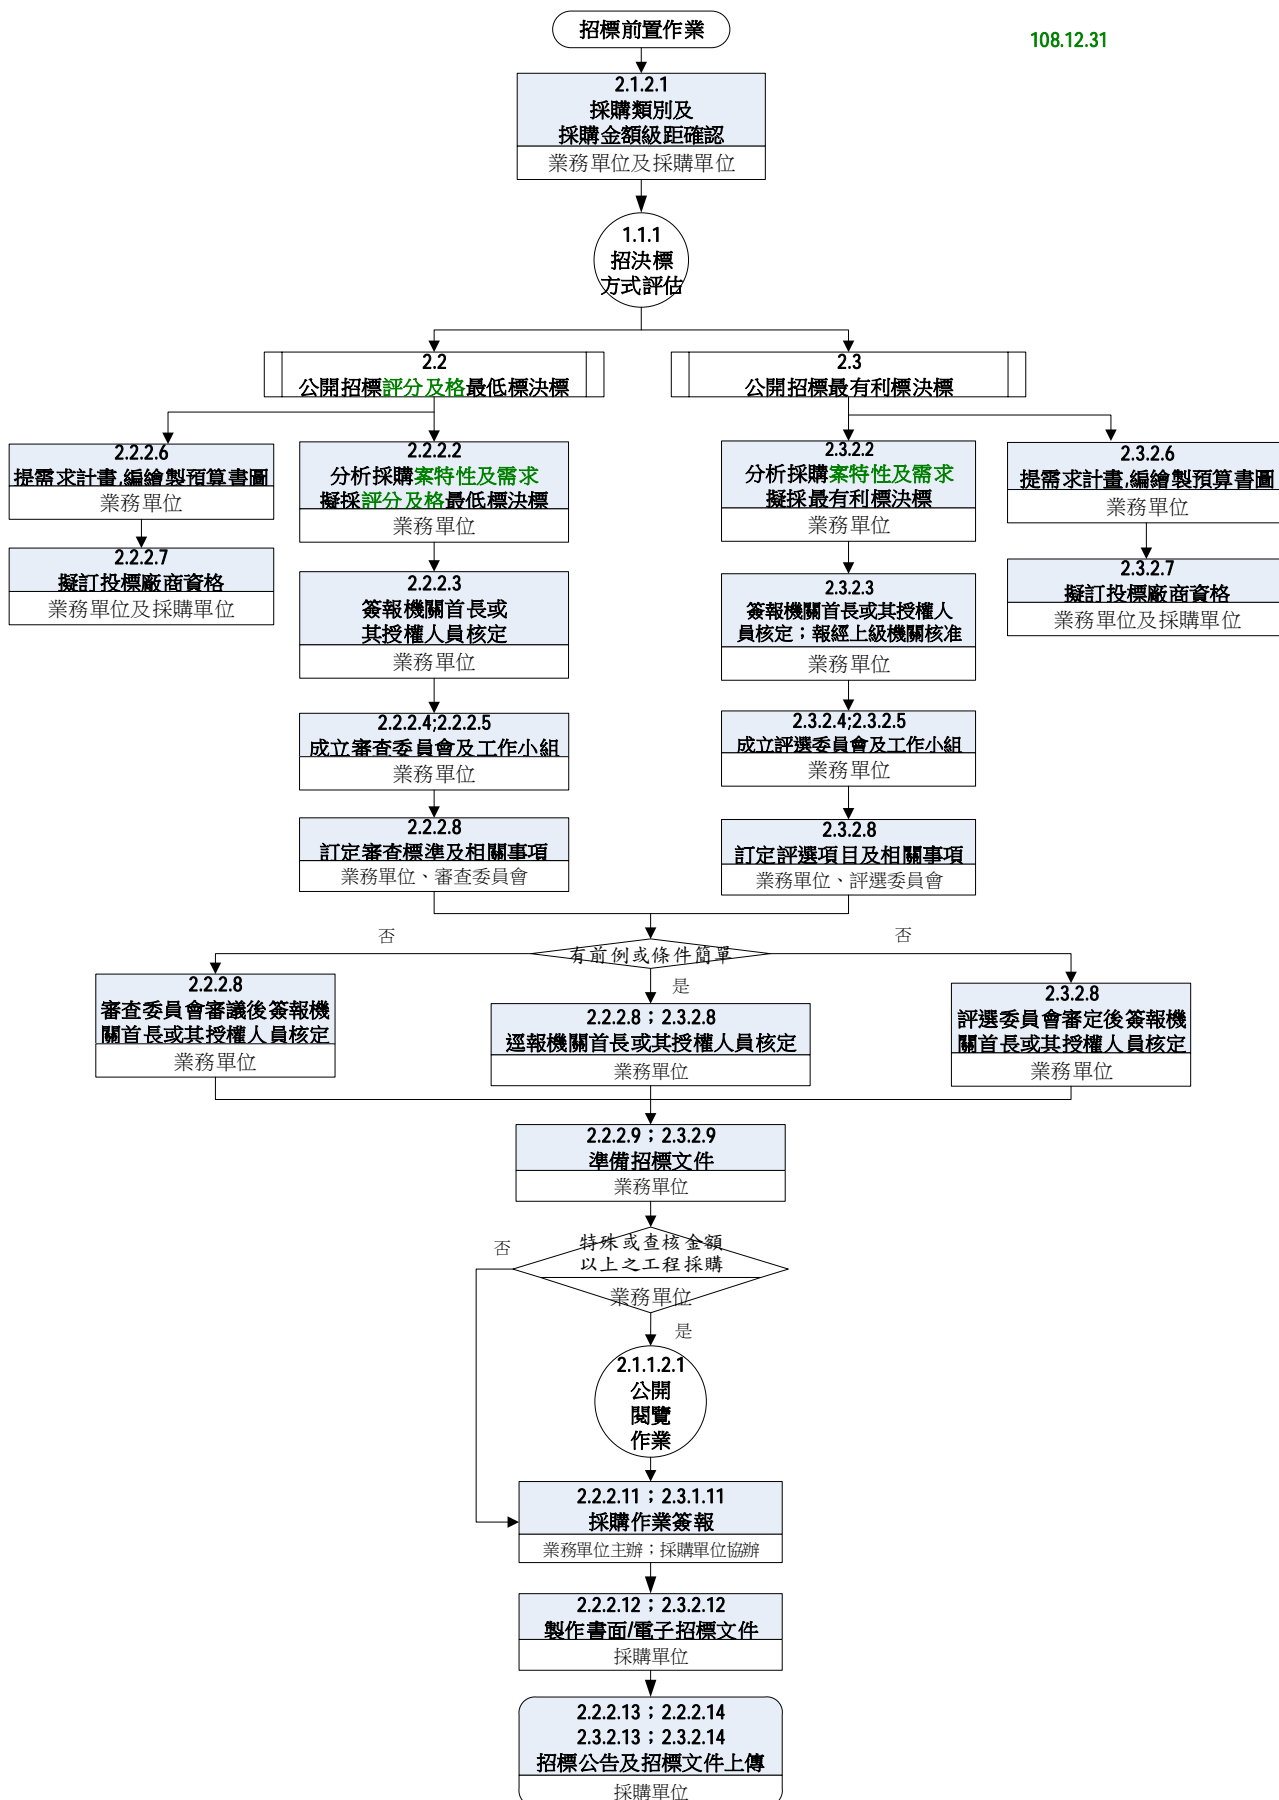 招標前置作業
108.12.31
2.1.2.1
採購類別及
採購金額級距確認
業務單位及採購單位
1.1.1
招決標
方式評估
2.2
公開招標評分及格最低標決標
2.3
公開招標最有利標決標
2.2.2.6
提需求計畫,編繪製預算書圖
業務單位
2.2.2.2
分析採購案特性及需求
擬採評分及格最低標決標
業務單位
2.3.2.2
分析採購案特性及需求
擬採最有利標決標
業務單位
2.3.2.6
提需求計畫,編繪製預算書圖
業務單位
2.2.2.7
擬訂投標廠商資格
業務單位及採購單位
2.2.2.3
簽報機關首長或
其授權人員核定
業務單位
2.3.2.3
簽報機關首長或其授權人
員核定；報經上級機關核准
業務單位
2.3.2.7
擬訂投標廠商資格
業務單位及採購單位
2.2.2.4;2.2.2.5
成立審查委員會及工作小組
業務單位
2.3.2.4;2.3.2.5
成立評選委員會及工作小組
業務單位
2.2.2.8
訂定審查標準及相關事項
業務單位、審查委員會
2.3.2.8
訂定評選項目及相關事項
業務單位、評選委員會
否
有前例或條件簡單
否
是
2.2.2.8
審查委員會審議後簽報機
關首長或其授權人員核定
業務單位
2.2.2.8；2.3.2.8
逕報機關首長或其授權人員核定
業務單位
2.3.2.8
評選委員會審定後簽報機
關首長或其授權人員核定
業務單位
2.2.2.9；2.3.2.9
準備招標文件
業務單位
否
特殊或查核金額
以上之工程採購
業務單位
是
2.1.1.2.1
公開
閱覽
作業
2.2.2.11；2.3.1.11
採購作業簽報
業務單位主辦；採購單位協辦
2.2.2.12；2.3.2.12
製作書面/電子招標文件
採購單位
2.2.2.13；2.2.2.14
2.3.2.13；2.3.2.14
招標公告及招標文件上傳
採購單位